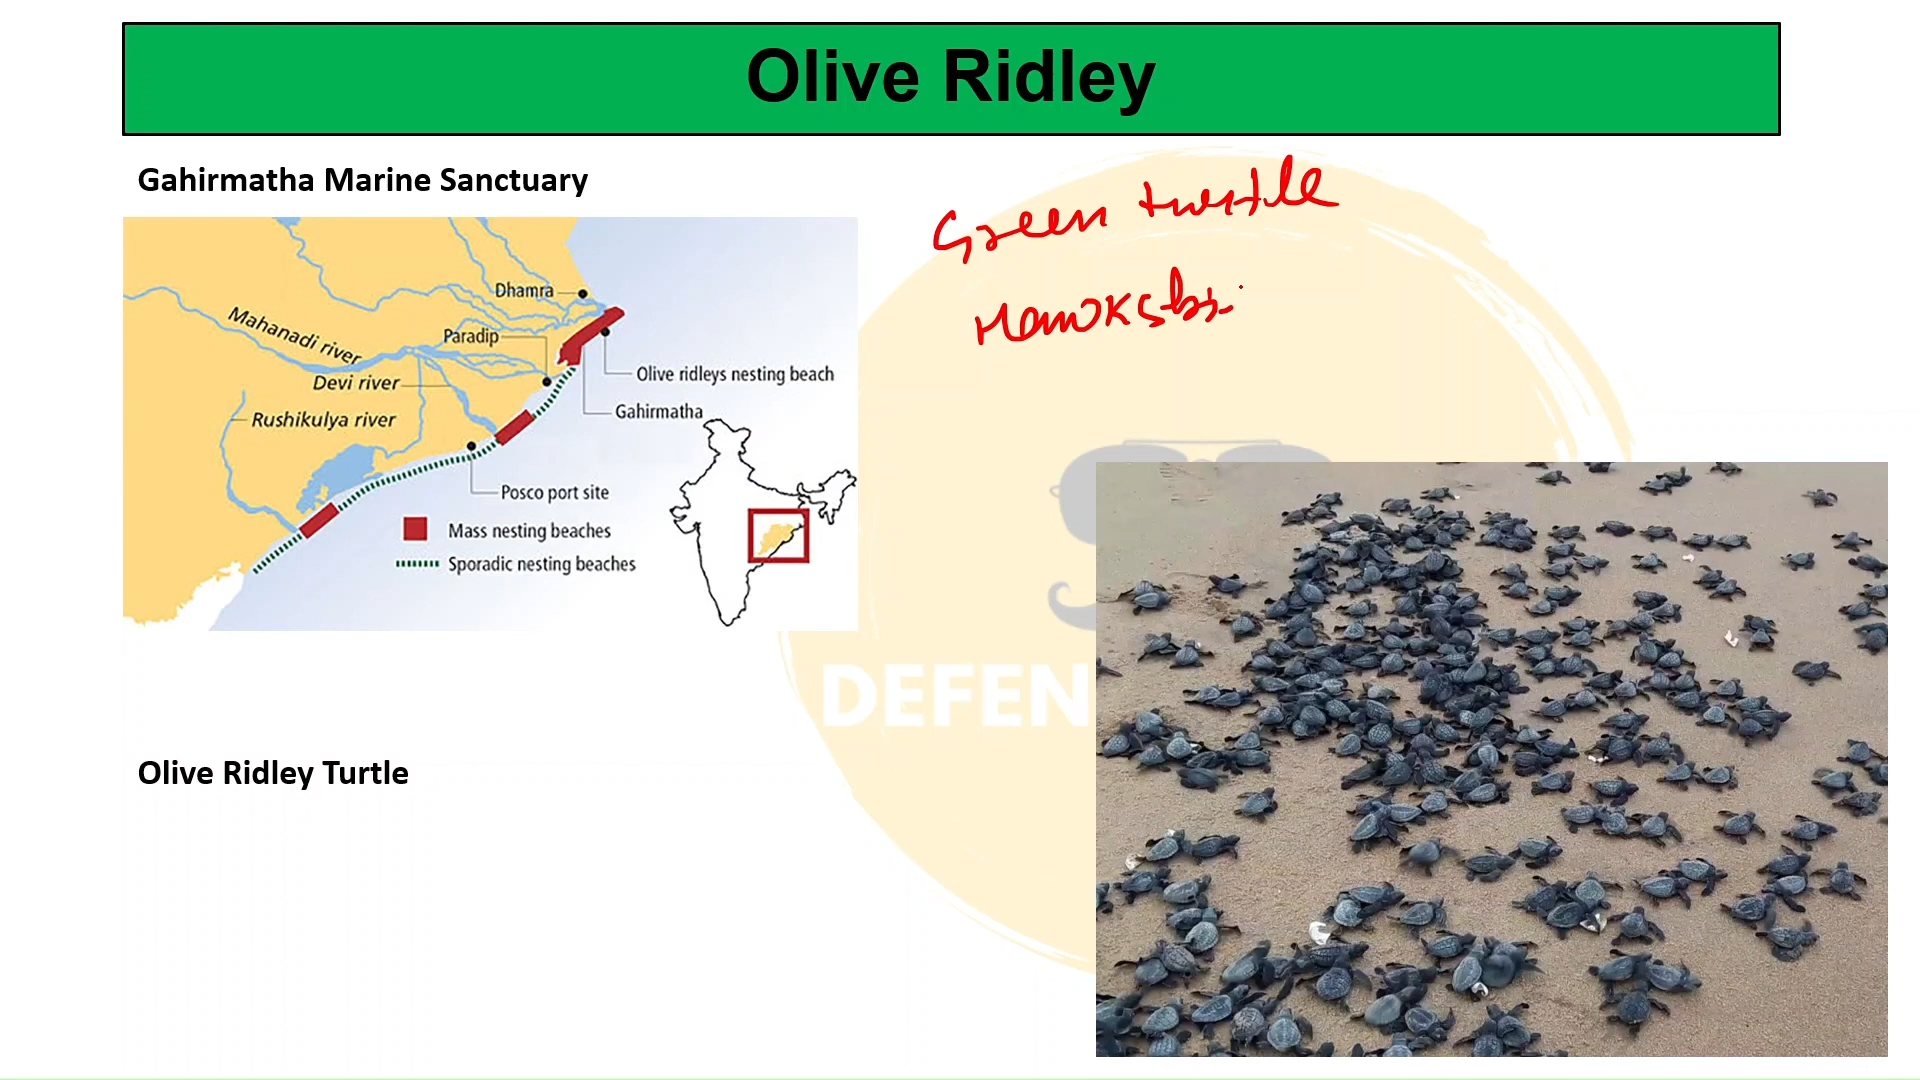 Olive Ridley
Gahirmatha Marine Sanctuary
Green turtle
Dhamra
Mahanadi river
Paradip
Devi river
Olive ridleys nesting beach
Rushikulya river
Gahirmatha
Posco port site
Mass nesting beaches
Sporadic nesting beaches
DEFEN
Olive Ridley Turtle